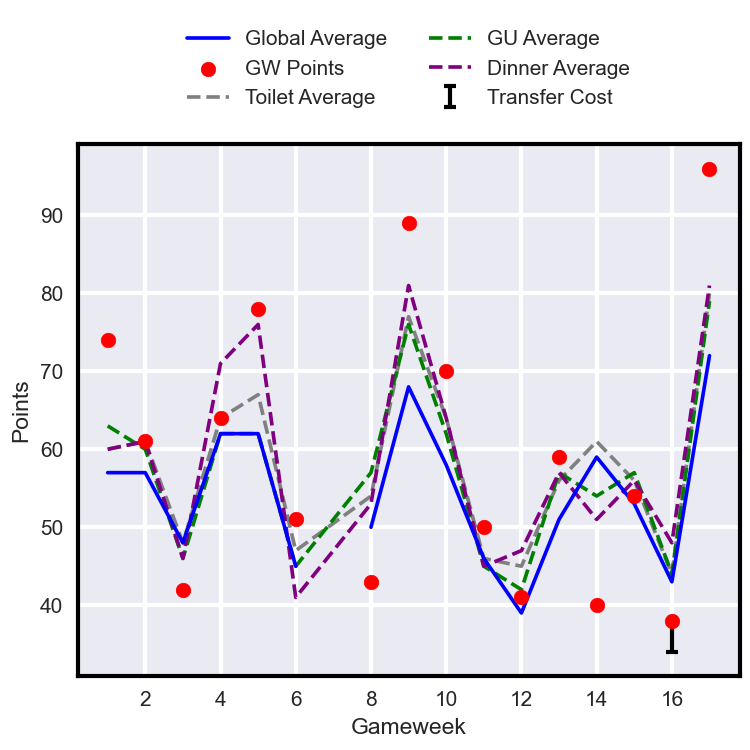 Global Average
GW Points
Toilet Average
GU Average
Dinner Average
Transfer Cost
Points
90
80
70
60
50
40
2 4 6 8 10 12 14 16
Gameweek